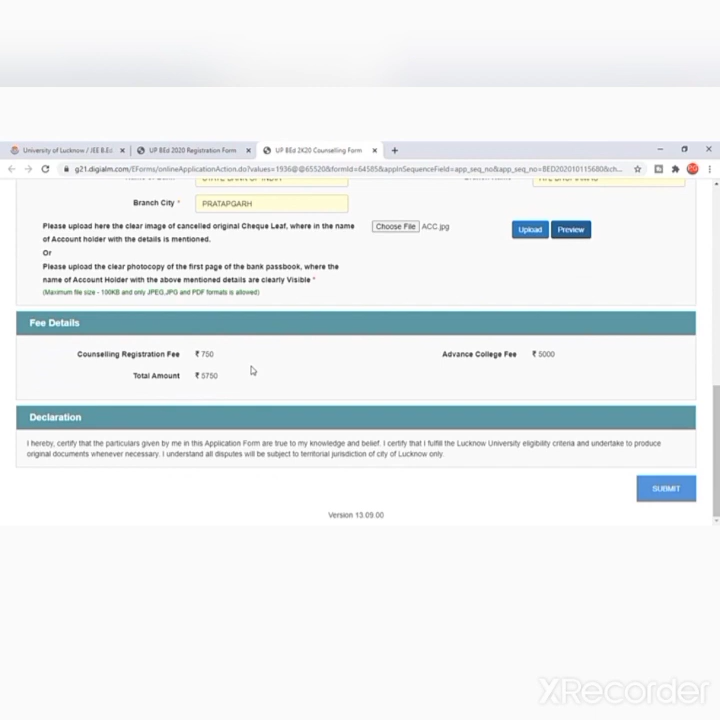 University of Lucknow / JEE B.Ed
UP BEd 2020 Registration Form
UP BEd 2K20 Counselling Form
g21.digialm.com/EForms/onlineApplicationAction.do?values=1936@@65520&formId=64585&appInSequenceField=app_seq_no&app_seq_no=BED202010115680&ch...
STATE BANK OF INDIA
Branch City * PRATAPGARH
Please upload here the clear image of cancelled original Cheque Leaf, where in the name
of Account holder with the details is mentioned.
Choose File ACC.jpg
Upload Preview
Or
Please upload the clear photocopy of the first page of the bank passbook, where the
name of Account Holder with the above mentioned details are clearly Visible *
(Maximum file size - 100KB and only JPEG,JPG and PDF formats is allowed)
Fee Details
Counselling Registration Fee ₹ 750 Advance College Fee ₹ 5000
Total Amount ₹ 5750
Declaration
I hereby, certify that the particulars given by me in this Application Form are true to my knowledge and belief. I certify that I fulfill the Lucknow University eligibility criteria and undertake to produce
original documents whenever necessary. I understand all disputes will be subject to territorial jurisdiction of city of Lucknow only.
SUBMIT
Version 13.09.00
XRecorder